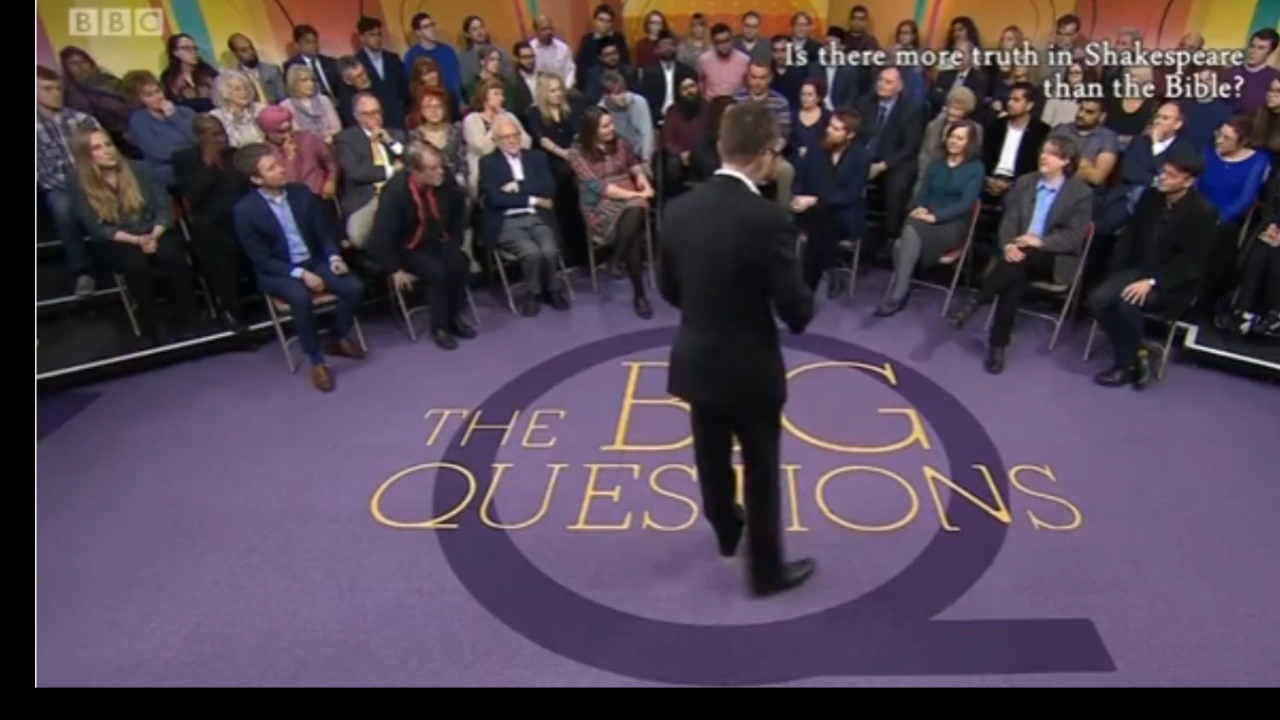 BBC
Is there more truth in Shakespeare
than the Bible?
THE BIG
QUESTIONS